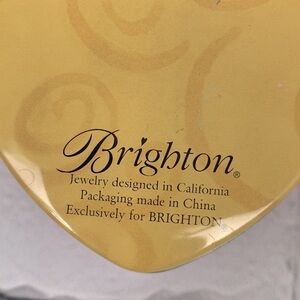 Brighton®
Jewelry designed in California
Packaging made in China
Exclusively for BRIGHTON®